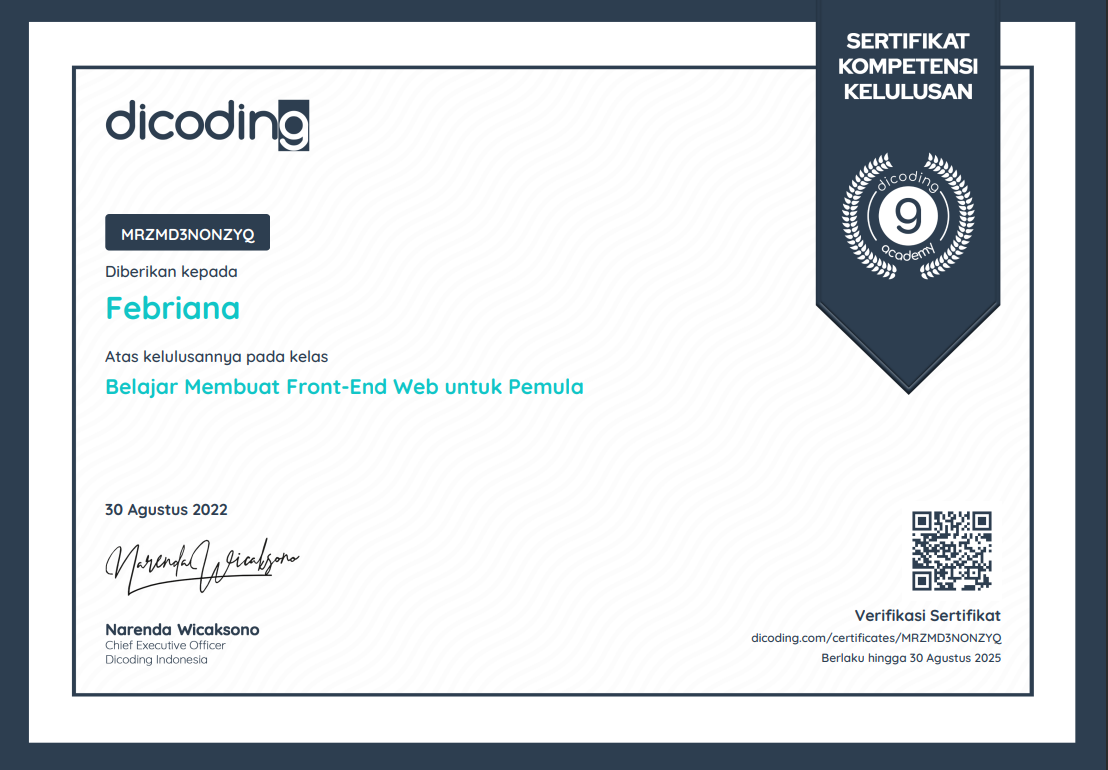 SERTIFIKAT
KOMPETENSI
KELULUSAN
dicoding
dicoding
g
academy
MRZMD3NONZYQ
Diberikan kepada
Febriana
Atas kelulusannya pada kelas
Belajar Membuat Front-End Web untuk Pemula
30 Agustus 2022
Narenda Wicaksono
Narenda Wicaksono
Chief Executive Officer
Dicoding Indonesia
Verifikasi Sertifikat
dicoding.com/certificates/MRZMD3NONZYQ
Berlaku hingga 30 Agustus 2025